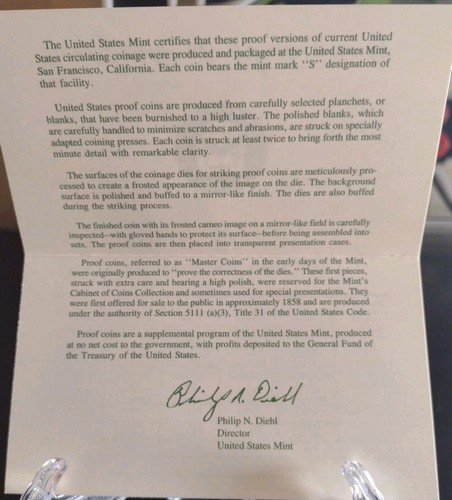 The United States Mint certifies that these proof versions of current United
States circulating coinage were produced and packaged at the United States Mint,
San Francisco, California. Each coin bears the mint mark "S" designation of
that facility.
United States proof coins are produced from carefully selected planchets, or
blanks, that have been burnished to a high luster. The polished blanks, which
are carefully handled to minimize scratches and abrasions, are struck on specially
adapted coining presses. Each coin is struck at least twice to bring forth the most
minute detail with remarkable clarity.
The surfaces of the coinage dies for striking proof coins are meticulously pro-
cessed to create a frosted appearance of the image on the die. The background
surface is polished and buffed to a mirror-like finish. The dies are also buffed
during the striking process.
The finished coin with its frosted cameo image on a mirror-like field is carefully
inspected--with gloved hands to protect its surface--before being assembled into
sets. The proof coins are then placed into transparent presentation cases.
Proof coins, referred to as "Master Coins" in the early days of the Mint,
were originally produced to "prove the correctness of the dies." These first pieces,
struck with extra care and bearing a high polish, were reserved for the Mint's
Cabinet of Coins Collection and sometimes used for special presentations. They
were first offered for sale to the public in approximately 1858 and are produced
under the authority of Section 5111 (a)(3), Title 31 of the United States Code.
Proof coins are a supplemental program of the United States Mint, produced
at no net cost to the government, with profits deposited to the General Fund of
the Treasury of the United States.
Philip N. Diehl
Philip N. Diehl
Director
United States Mint